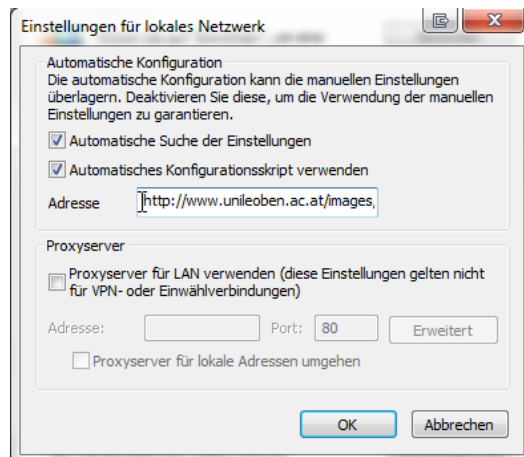 Einstellungen für lokales Netzwerk
Automatische Konfiguration
Die automatische Konfiguration kann die manuellen Einstellungen
überlagern. Deaktivieren Sie diese, um die Verwendung der manuellen
Einstellungen zu garantieren.
Automatische Suche der Einstellungen
Automatisches Konfigurationsskript verwenden
Adresse http://www.unileoben.ac.at/images,
Proxyserver
Proxyserver für LAN verwenden (diese Einstellungen gelten nicht
für VPN- oder Einwählverbindungen)
Adresse: Port: 80 Erweitert
Proxyserver für lokale Adressen umgehen
OK Abbrechen